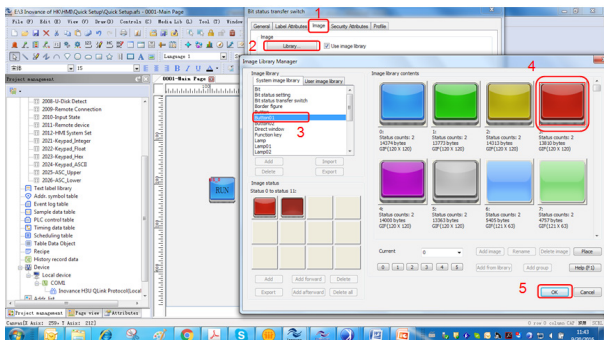 E:\3 Inovance of HK\HMI\Quick Setup\Quick Setup.afs - 0001-Main Page
File (F) Edit (E) View (V) Draw(D) Controls (C) Media Lib (L) Tool (T) Window
Language 1
Project management
0001-Main Page
2008-U-Disk Detect
2009-Remote Connection
2010-Input State
2011-Remote device
2012-HMI System Set
2021-Keypad_Integer
2022-Keypad_Float
2023-Keypad_Hex
2024-Keypad_ASCII
2025-ASC_Upper
2026-ASC_Lower
Text label library
Addr. symbol table
Event log table
Sample data table
PLC control table
Timing data table
Scheduling table
Table Data Object
Recipe
History record data
Device
Local device
COM1
Inovance H3U QLink Protocol(Local
Project management
Page view
Attributes
RUN
Bit status transfer switch
1
General Label Attributes Image Security Attributes Profile
Image
2
Library...
Use image library
Image Library Manager
Image library
System image library User image library
Bit
Bit status setting
Bit status transfer switch
Border figure
Button01
3
Direct window
Function key
Lamp
Lamp01
Lamp02
Add Import
Delete Export
Image status
Status 0 to status 11:
Add Add forward Delete
Export Add afterward Delete all
Image library contents
4
0:
Status counts: 2
14374 bytes
GIF(120 X 120)
1:
Status counts: 2
13773 bytes
GIF(120 X 120)
2:
Status counts: 2
14313 bytes
GIF(120 X 120)
Status counts: 2
13810 bytes
GIF(120 X 120)
4:
Status counts: 2
14000 bytes
GIF(120 X 120)
Status counts: 2
13363 bytes
GIF(120 X 120)
6:
Status counts: 2
5405 bytes
GIF(121 X 63)
7:
Status counts: 2
4757 bytes
GIF(121 X 63)
Current 0 Add image Rename Delete image Place
0 1 2 3 4 5 Add from library Add group Help (F1)
5
OK Cancel
11:43